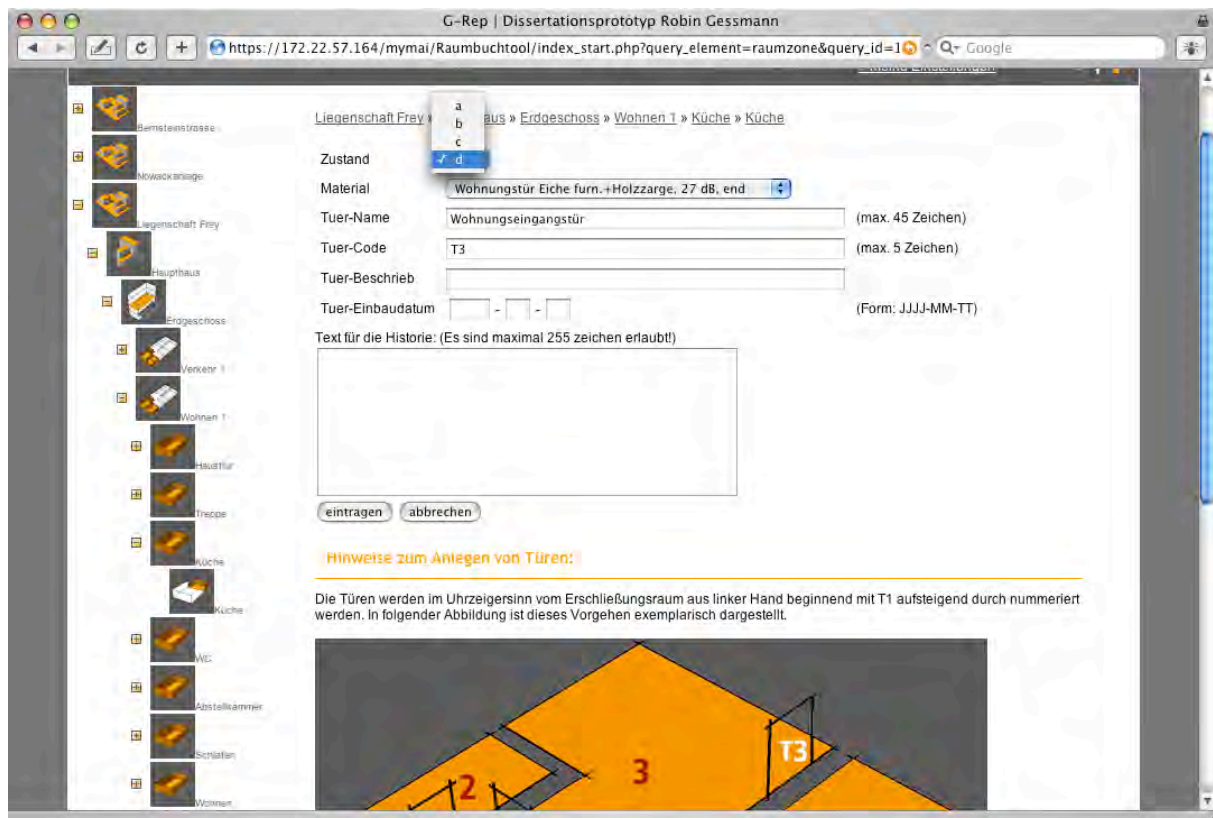 G-Rep | Dissertationsprototyp Robin Gessmann
https://172.22.57.164/mymai/Raumbuchtool/index_start.php?query_element=raumzone&query_id=1
Google
Bernsteinstrasse
Nowackanlage
Liegenschaft Frey
Haupthaus
Erdgeschoss
Verkehr 1
Wohnen 1
Hausflur
Treppe
Küche
Küche
WC
Abstellkammer
Schlafen
Wohnen
Liegenschaft Frey aus » Erdgeschoss » Wohnen 1 » Küche » Küche
a
b
c
✓ d
Zustand
Material Wohnungstür Eiche furn.+Holzzarge, 27 dB, end
Tuer-Name Wohnungseingangstür (max. 45 Zeichen)
Tuer-Code T3 (max. 5 Zeichen)
Tuer-Beschrieb
Tuer-Einbaudatum - - (Form: JJJJ-MM-TT)
Text für die Historie: (Es sind maximal 255 zeichen erlaubt!)
eintragen abbrechen
Hinweise zum Anlegen von Türen:
Die Türen werden im Uhrzeigersinn vom Erschließungsraum aus linker Hand beginnend mit T1 aufsteigend durch nummeriert
werden. In folgender Abbildung ist dieses Vorgehen exemplarisch dargestellt.
T3
3
2